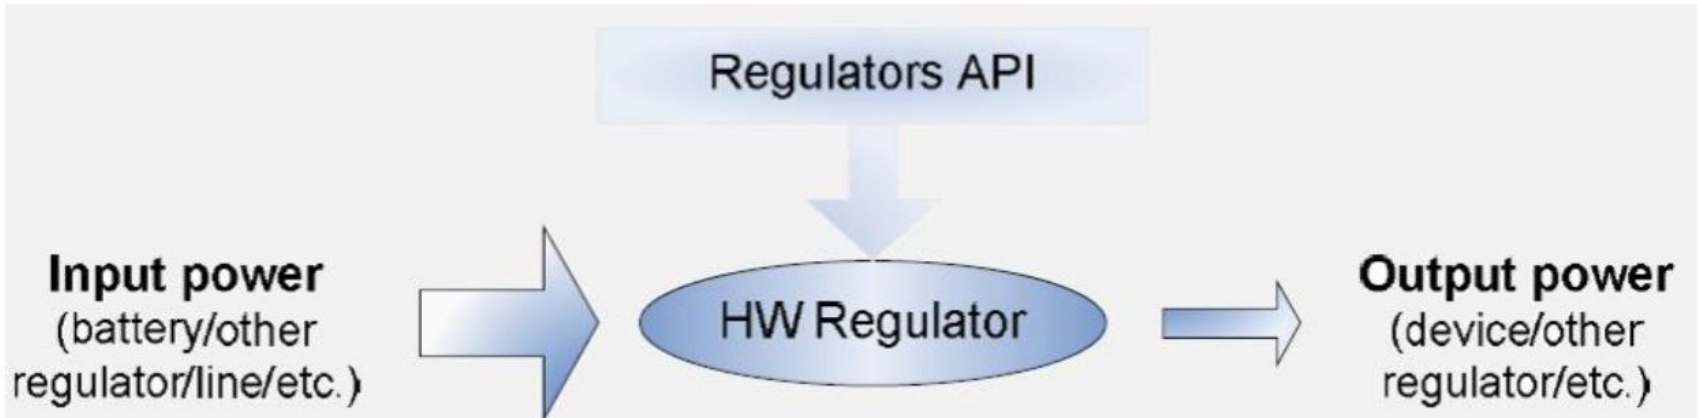 Regulators API
Input power
(battery/other
regulator/line/etc.)
HW Regulator
Output power
(device/other
regulator/etc.)